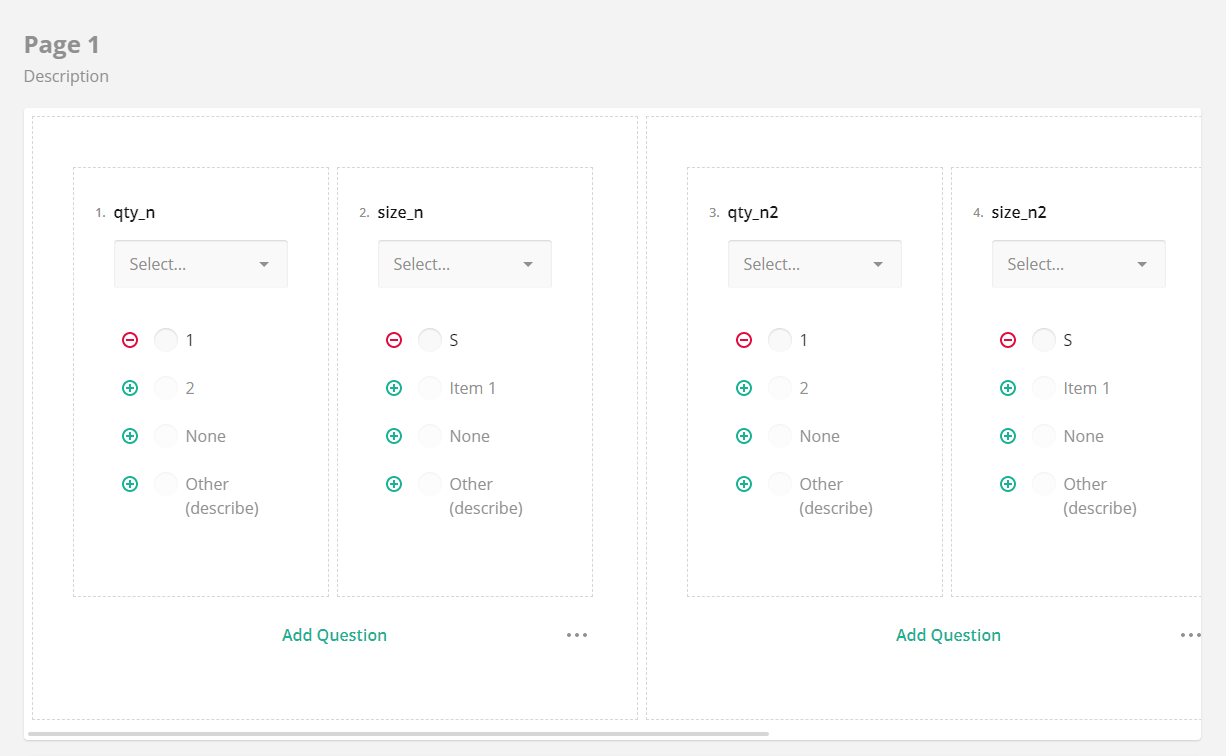 Page 1
Description
1. qty_n
Select...
1
2
None
Other
(describe)
2. size_n
Select...
S
Item 1
None
Other
(describe)
Add Question
3. qty_n2
Select...
1
2
None
Other
(describe)
4. size_n2
Select...
S
Item 1
None
Other
(describe)
Add Question